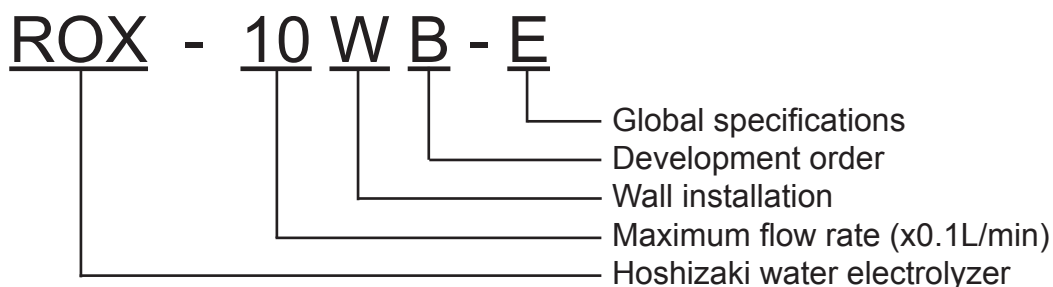 ROX - 10 W B - E
Global specifications
Development order
Wall installation
Maximum flow rate (x0.1L/min)
Hoshizaki water electrolyzer